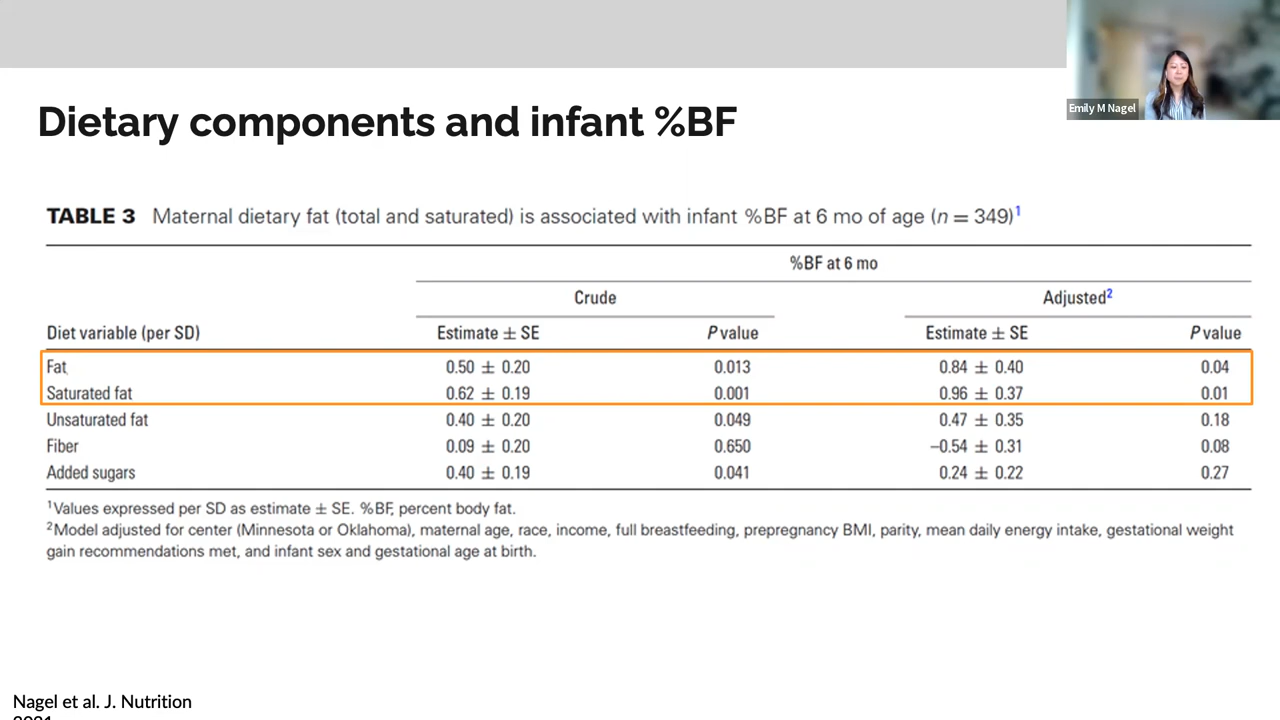 Emily M Nagel
Dietary components and infant %BF
TABLE 3 Maternal dietary fat (total and saturated) is associated with infant %BF at 6 mo of age (n = 349)1
%BF at 6 mo
Crude Adjusted2
Diet variable (per SD) Estimate ± SE P value Estimate ± SE P value
Fat 0.50 ± 0.20 0.013 0.84 ± 0.40 0.04
Saturated fat 0.62 ± 0.19 0.001 0.96 ± 0.37 0.01
Unsaturated fat 0.40 ± 0.20 0.049 0.47 ± 0.35 0.18
Fiber 0.09 ± 0.20 0.650 −0.54 ± 0.31 0.08
Added sugars 0.40 ± 0.19 0.041 0.24 ± 0.22 0.27
1Values expressed per SD as estimate ± SE. %BF, percent body fat.
2Model adjusted for center (Minnesota or Oklahoma), maternal age, race, income, full breastfeeding, prepregnancy BMI, parity, mean daily energy intake, gestational weight
gain recommendations met, and infant sex and gestational age at birth.
Nagel et al. J. Nutrition